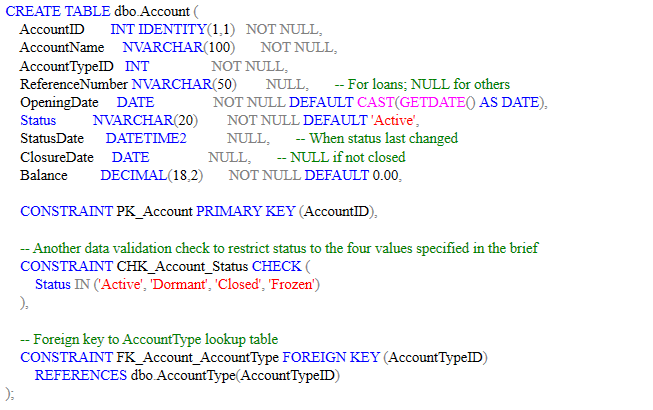 CREATE TABLE dbo.Account (
AccountID INT IDENTITY(1,1) NOT NULL,
AccountName NVARCHAR(100) NOT NULL,
AccountTypeID INT NOT NULL,
ReferenceNumber NVARCHAR(50) NULL, -- For loans; NULL for others
OpeningDate DATE NOT NULL DEFAULT CAST(GETDATE() AS DATE),
Status NVARCHAR(20) NOT NULL DEFAULT 'Active',
StatusDate DATETIME2 NULL, -- When status last changed
ClosureDate DATE NULL, -- NULL if not closed
Balance DECIMAL(18,2) NOT NULL DEFAULT 0.00,
CONSTRAINT PK_Account PRIMARY KEY (AccountID),
-- Another data validation check to restrict status to the four values specified in the brief
CONSTRAINT CHK_Account_Status CHECK (
Status IN ('Active', 'Dormant', 'Closed', 'Frozen')
),
-- Foreign key to AccountType lookup table
CONSTRAINT FK_Account_AccountType FOREIGN KEY (AccountTypeID)
REFERENCES dbo.AccountType(AccountTypeID)
);